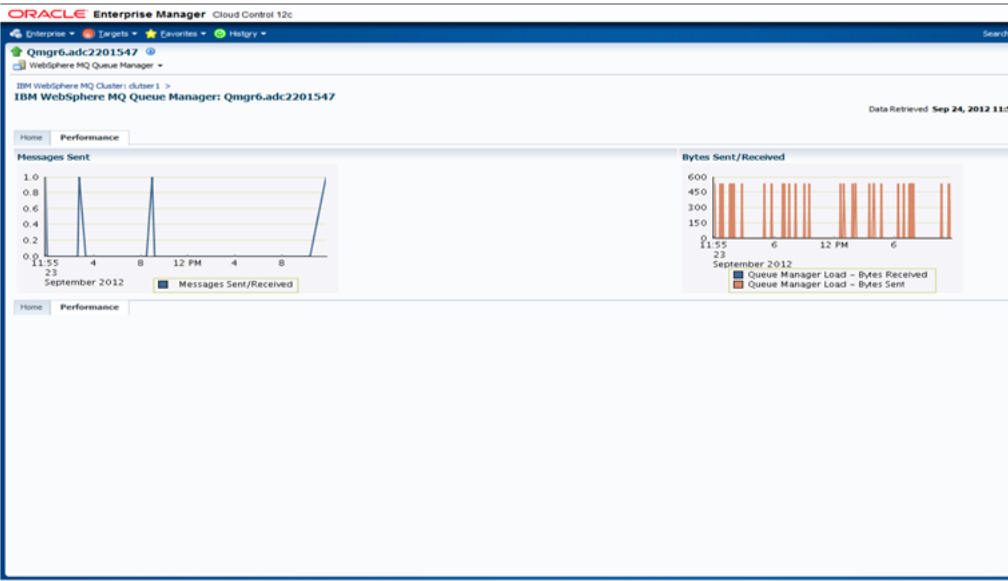 ORACLE Enterprise Manager Cloud Control 12c
Enterprise Targets Favorites History Search
Qmgr6.adc2201547
WebSphere MQ Queue Manager
IBM WebSphere MQ Cluster: clutser1 >
IBM WebSphere MQ Queue Manager: Qmgr6.adc2201547
Data Retrieved Sep 24, 2012 11:5
Home Performance
Messages Sent
1.0
0.8
0.6
0.4
0.2
0.0
11:55 4 8 12 PM 4 8
23
September 2012
Messages Sent/Received
Bytes Sent/Received
600
450
300
150
0
11:55 6 12 PM 6
23
September 2012
Queue Manager Load - Bytes Received
Queue Manager Load - Bytes Sent
Home Performance